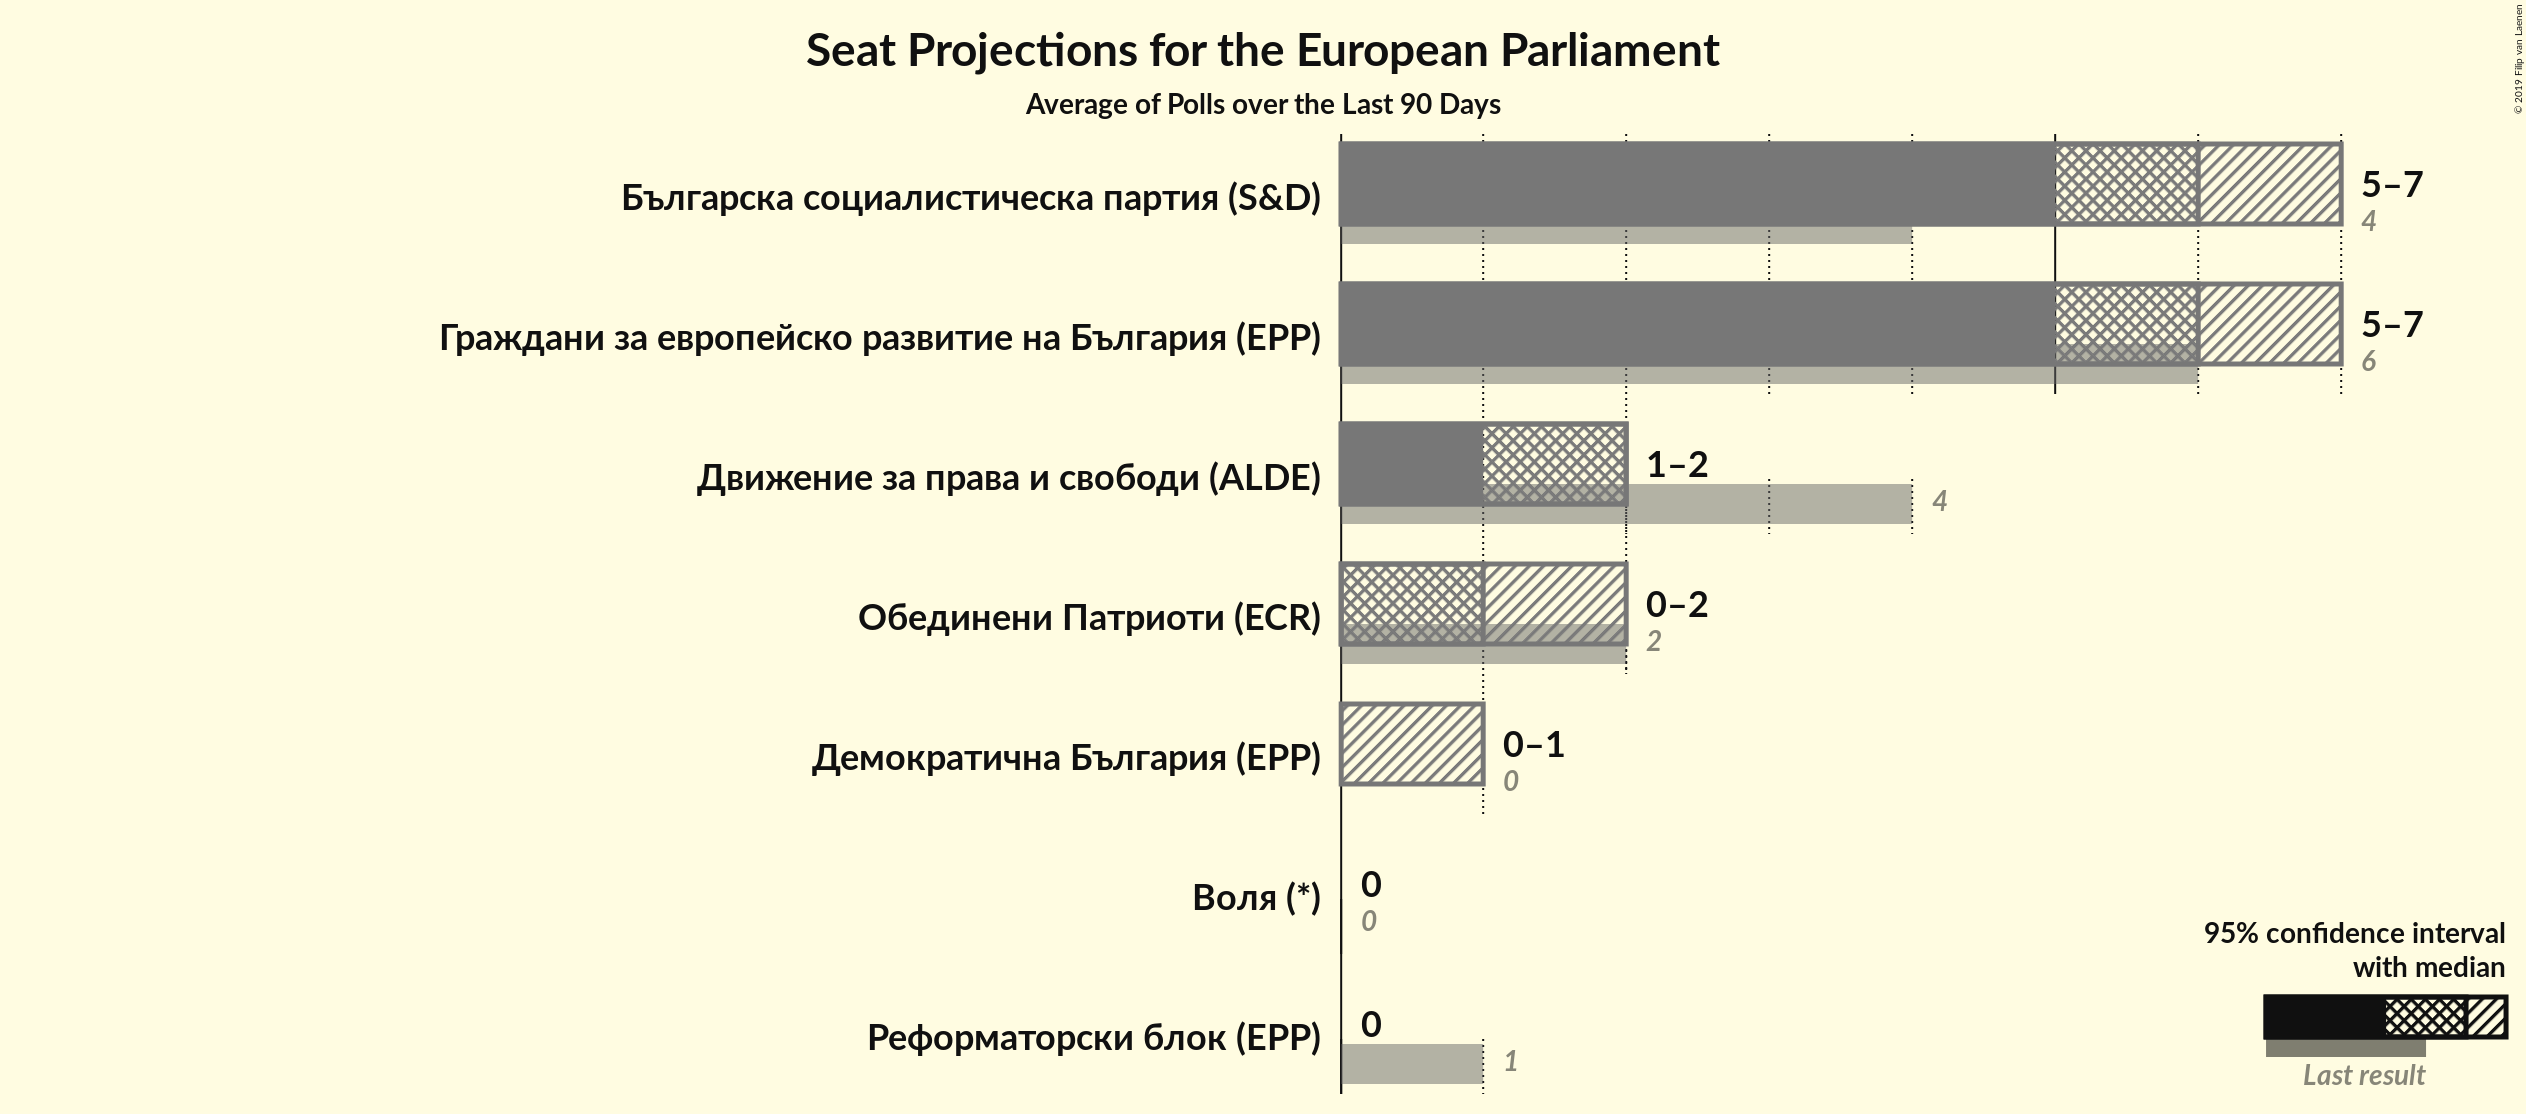 Seat Projections for the European Parliament
Average of Polls over the Last 90 Days
© 2019 Filip van Laenen
Българска социалистическа партия (S&D)
5–7
4
Граждани за европейско развитие на България (EPP)
5–7
6
Движение за права и свободи (ALDE)
1–2
4
Обединени Патриоти (ECR)
0–2
2
Демократична България (EPP)
0–1
0
Воля (*)
0
0
Реформаторски блок (EPP)
0
1
95% confidence interval
with median
Last result